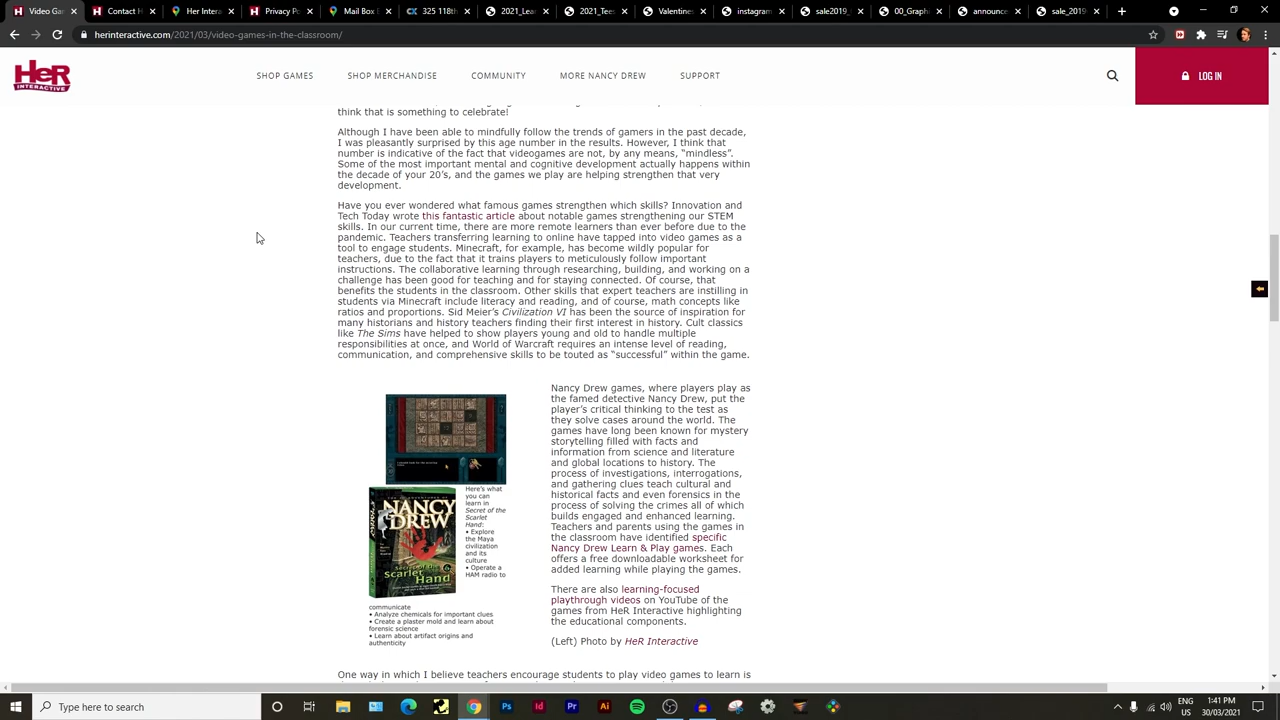 Video Gan
Contact H
Her Intera
Privacy Po
Mail Box
325 118th
2021_Lear
2021_Tes
Valentine:
instagram
sale2019_
00_Graphi
announce
sale_2019
herinteractive.com/2021/03/video-games-in-the-classroom/
HeR
INTERACTIVE
SHOP GAMES
SHOP MERCHANDISE
COMMUNITY
MORE NANCY DREW
SUPPORT
LOG IN
think that is something to celebrate!
Although I have been able to mindfully follow the trends of gamers in the past decade,
I was pleasantly surprised by this age number in the results. However, I think that
number is indicative of the fact that videogames are not, by any means, “mindless”.
Some of the most important mental and cognitive development actually happens within
the decade of your 20’s, and the games we play are helping strengthen that very
development.
Have you ever wondered what famous games strengthen which skills? Innovation and
Tech Today wrote this fantastic article about notable games strengthening our STEM
skills. In our current time, there are more remote learners than ever before due to the
pandemic. Teachers transferring learning to online have tapped into video games as a
tool to engage students. Minecraft, for example, has become wildly popular for
teachers, due to the fact that it trains players to meticulously follow important
instructions. The collaborative learning through researching, building, and working on a
challenge has been good for teaching and for staying connected. Of course, that
benefits the students in the classroom. Other skills that expert teachers are instilling in
students via Minecraft include literacy and reading, and of course, math concepts like
ratios and proportions. Sid Meier’s Civilization VI has been the source of inspiration for
many historians and history teachers finding their first interest in history. Cult classics
like The Sims have helped to show players young and old to handle multiple
responsibilities at once, and World of Warcraft requires an intense level of reading,
communication, and comprehensive skills to be touted as “successful” within the game.
NANCY
DREW
Secret of the
Scarlet
Hand
Here’s what
you can
learn in
Secret of the
Scarlet
Hand:
• Explore
the Maya
civilization
and its
culture
• Operate a
HAM radio to
communicate
• Analyze chemicals for important clues
• Create a plaster mold and learn about
forensic science
• Learn about artifact origins and
authenticity
Nancy Drew games, where players play as
the famed detective Nancy Drew, put the
player’s critical thinking to the test as
they solve cases around the world. The
games have long been known for mystery
storytelling filled with facts and
information from science and literature
and global locations to history. The
process of investigations, interrogations,
and gathering clues teach cultural and
historical facts and even forensics in the
process of solving the crimes all of which
builds engaged and enhanced learning.
Teachers and parents using the games in
the classroom have identified specific
Nancy Drew Learn & Play games. Each
offers a free downloadable worksheet for
added learning while playing the games.
There are also learning-focused
playthrough videos on YouTube of the
games from HeR Interactive highlighting
the educational components.
(Left) Photo by HeR Interactive
One way in which I believe teachers encourage students to play video games to learn is
Type here to search
1:41 PM
30/03/2021